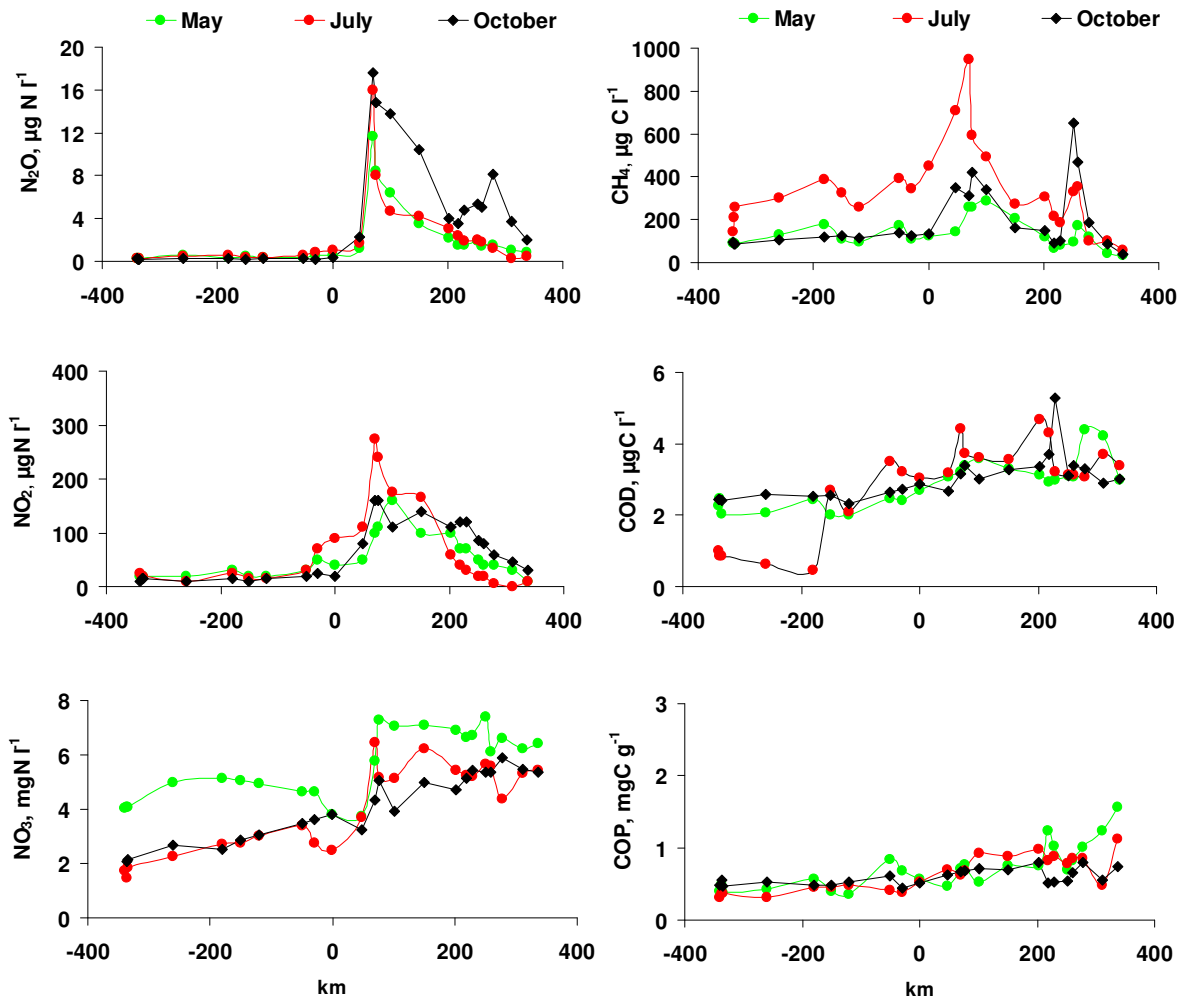 May July October
May July October
N₂O, µg N l⁻¹
20
16
12
8
4
0
-400 -200 0 200 400
CH₄, µg C l⁻¹
1000
800
600
400
200
0
-400 -200 0 200 400
NO₂, µgN l⁻¹
400
300
200
100
0
-400 -200 0 200 400
COD, µgC l⁻¹
6
4
2
0
-400 -200 0 200 400
NO₃, mgN l⁻¹
8
6
4
2
0
-400 -200 0 200 400
km
COP, mgC g⁻¹
3
2
1
0
-400 -200 0 200 400
km